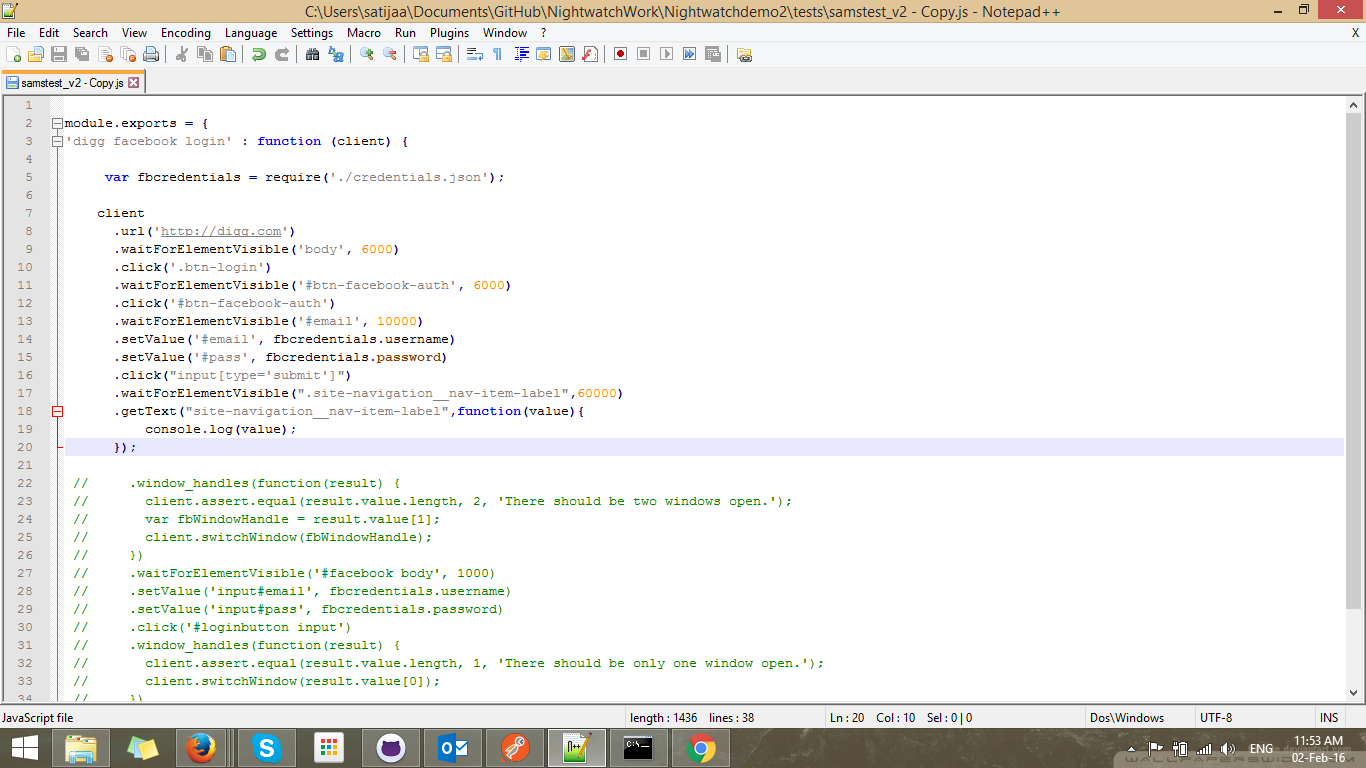 C:\Users\satijaa\Documents\GitHub\NightwatchWork\Nightwatchdemo2\tests\samstest_v2 - Copy.js - Notepad++
File Edit Search View Encoding Language Settings Macro Run Plugins Window ? X
samstest_v2 - Copy.js
1
2 module.exports = {
3 'digg facebook login' : function (client) {
4
5 var fbcredentials = require('./credentials.json');
6
7 client
8 .url('http://digg.com')
9 .waitForElementVisible('body', 6000)
10 .click('.btn-login')
11 .waitForElementVisible('#btn-facebook-auth', 6000)
12 .click('#btn-facebook-auth')
13 .waitForElementVisible('#email', 10000)
14 .setValue('#email', fbcredentials.username)
15 .setValue('#pass', fbcredentials.password)
16 .click("input[type='submit']")
17 .waitForElementVisible(".site-navigation__nav-item-label",60000)
18 .getText("site-navigation__nav-item-label",function(value){
19 console.log(value);
20 });
21
22 // .window_handles(function(result) {
23 // client.assert.equal(result.value.length, 2, 'There should be two windows open.');
24 // var fbWindowHandle = result.value[1];
25 // client.switchWindow(fbWindowHandle);
26 // })
27 // .waitForElementVisible('#facebook body', 1000)
28 // .setValue('input#email', fbcredentials.username)
29 // .setValue('input#pass', fbcredentials.password)
30 // .click('#loginbutton input')
31 // .window_handles(function(result) {
32 // client.assert.equal(result.value.length, 1, 'There should be only one window open.');
33 // client.switchWindow(result.value[0]);
34 // })
JavaScript file length : 1436 lines : 38 Ln : 20 Col : 10 Sel : 0 | 0 Dos\Windows UTF-8 INS
ENG 11:53 AM
02-Feb-16